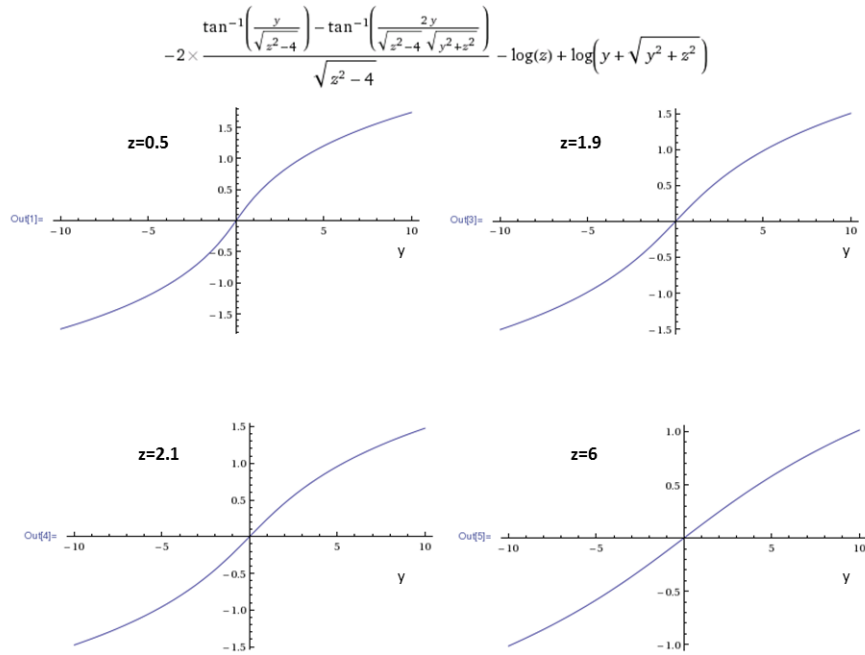 -2× (tan⁻¹(y/√(z²-4)) - tan⁻¹(2y/(√(z²-4) √(y²+z²))))/√(z²-4) - log(z) + log(y+√(y²+z²))
z=0.5
1.5
1.0
0.5
Out[1]=
-10
-5
5
10
y
-0.5
-1.0
-1.5
z=1.9
1.5
1.0
0.5
Out[3]=
-10
-5
5
10
y
-0.5
-1.0
-1.5
z=2.1
1.5
1.0
0.5
Out[4]=
-10
-5
5
10
y
-0.5
-1.0
-1.5
z=6
1.0
0.5
Out[5]=
-10
-5
5
10
y
-0.5
-1.0